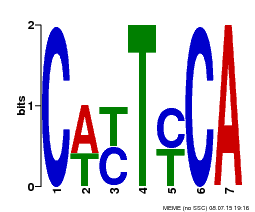 2
bits
1
0
C A T T C C A
T C T
1 2 3 4 5 6 7
MEME (no SSC) 08.07.15 19:16